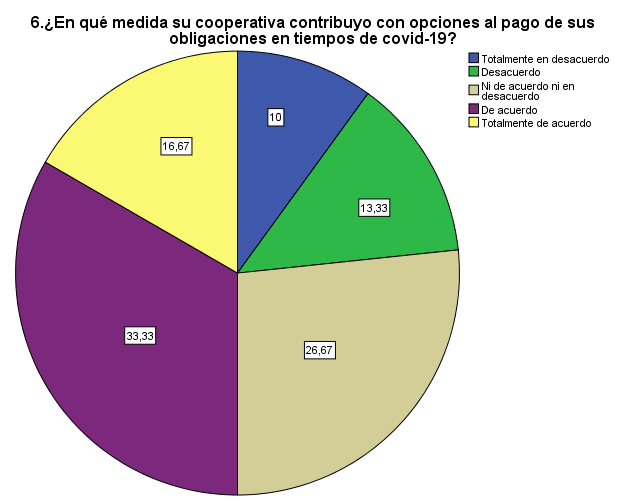 6.¿En qué medida su cooperativa contribuyo con opciones al pago de sus
obligaciones en tiempos de covid-19?
Totalmente en desacuerdo
Desacuerdo
Ni de acuerdo ni en
desacuerdo
De acuerdo
Totalmente de acuerdo
10
16,67
13,33
33,33
26,67